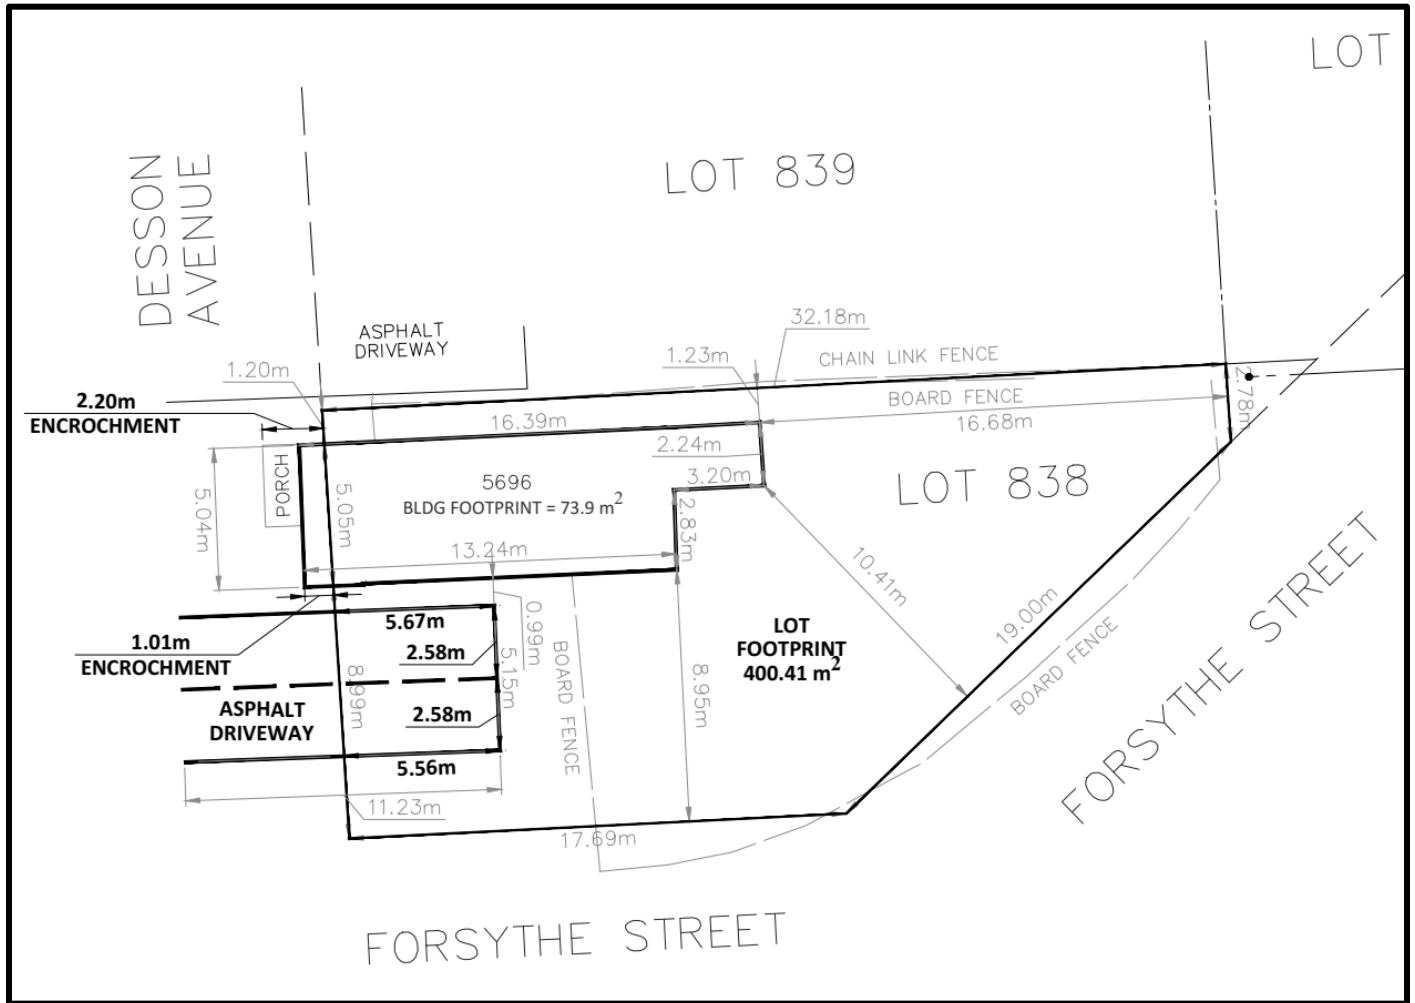 LOT
DESSON
AVENUE
LOT 839
ASPHALT
DRIVEWAY
32.18m
1.20m
1.23m
CHAIN LINK FENCE
2.78m
2.20m
ENCROCHMENT
BOARD FENCE
16.39m
16.68m
2.24m
PORCH
5696
3.20m
LOT 838
BLDG FOOTPRINT = 73.9 m2
5.04m
5.05m
2.83m
13.24m
10.41m
5.67m
0.99m
19.00m
1.01m
ENCROCHMENT
2.58m
5.15m
BOARD FENCE
LOT
FOOTPRINT
400.41 m2
BOARD FENCE
FORSYTHE STREET
8.99m
8.95m
ASPHALT
DRIVEWAY
2.58m
5.56m
11.23m
17.69m
FORSYTHE STREET